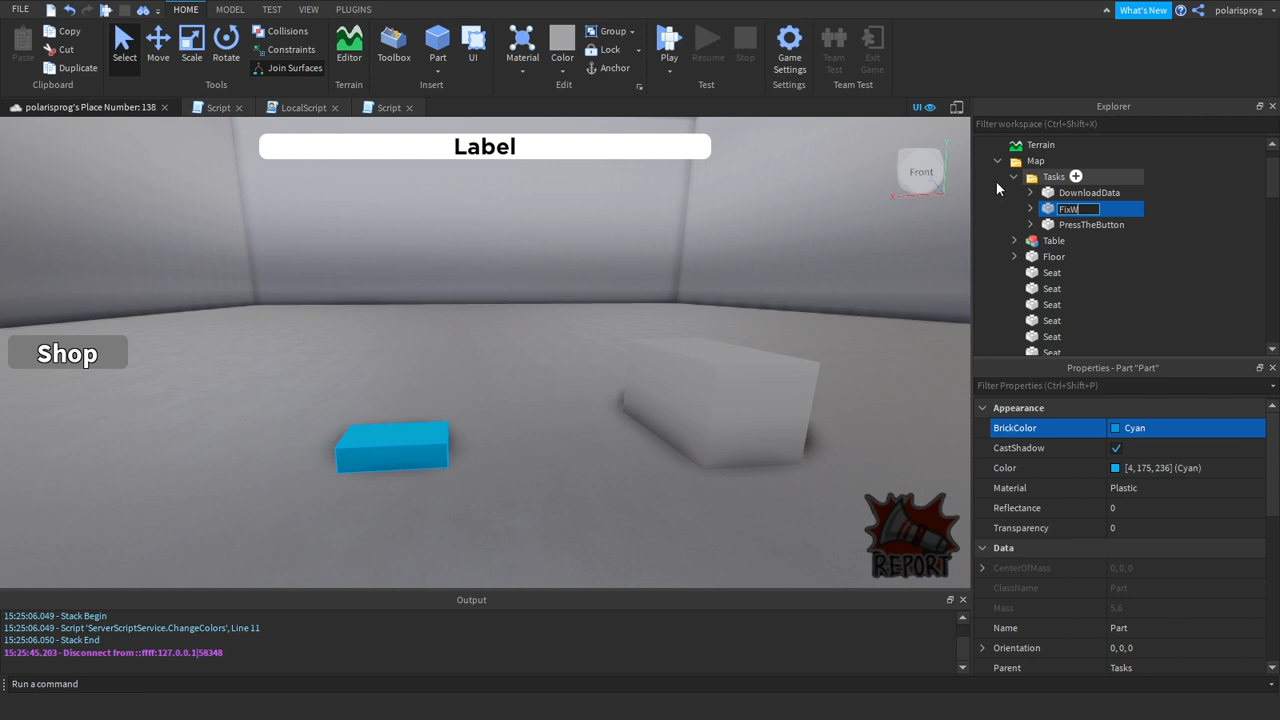 FILE HOME MODEL TEST VIEW PLUGINS What's New polarisprog
Paste Copy Cut Duplicate Select Move Scale Rotate Collisions Constraints Join Surfaces Editor Toolbox Part UI Material Color Group Lock Anchor Play Resume Stop Game Settings Team Test Exit Game
Clipboard Tools Terrain Insert Edit Test Settings Team Test
polarisprog's Place Number: 138 Script LocalScript Script UI
Label
Front
Y
X
Shop
REPORT
Explorer
Filter workspace (Ctrl+Shift+X)
Terrain
Map
Tasks
DownloadData
FixW
PressTheButton
Table
Floor
Seat
Seat
Seat
Seat
Seat
Seat
Properties - Part "Part"
Filter Properties (Ctrl+Shift+P)
Appearance
BrickColor Cyan
CastShadow
Color [4, 175, 236] (Cyan)
Material Plastic
Reflectance 0
Transparency 0
Data
CenterOfMass 0, 0, 0
ClassName Part
Mass 5.6
Name Part
Orientation 0, 0, 0
Parent Tasks
Output
15:25:06.049 - Stack Begin
15:25:06.049 - Script 'ServerScriptService.ChangeColors', Line 11
15:25:06.050 - Stack End
15:25:45.203 - Disconnect from ::ffff:127.0.0.1|58348
Run a command